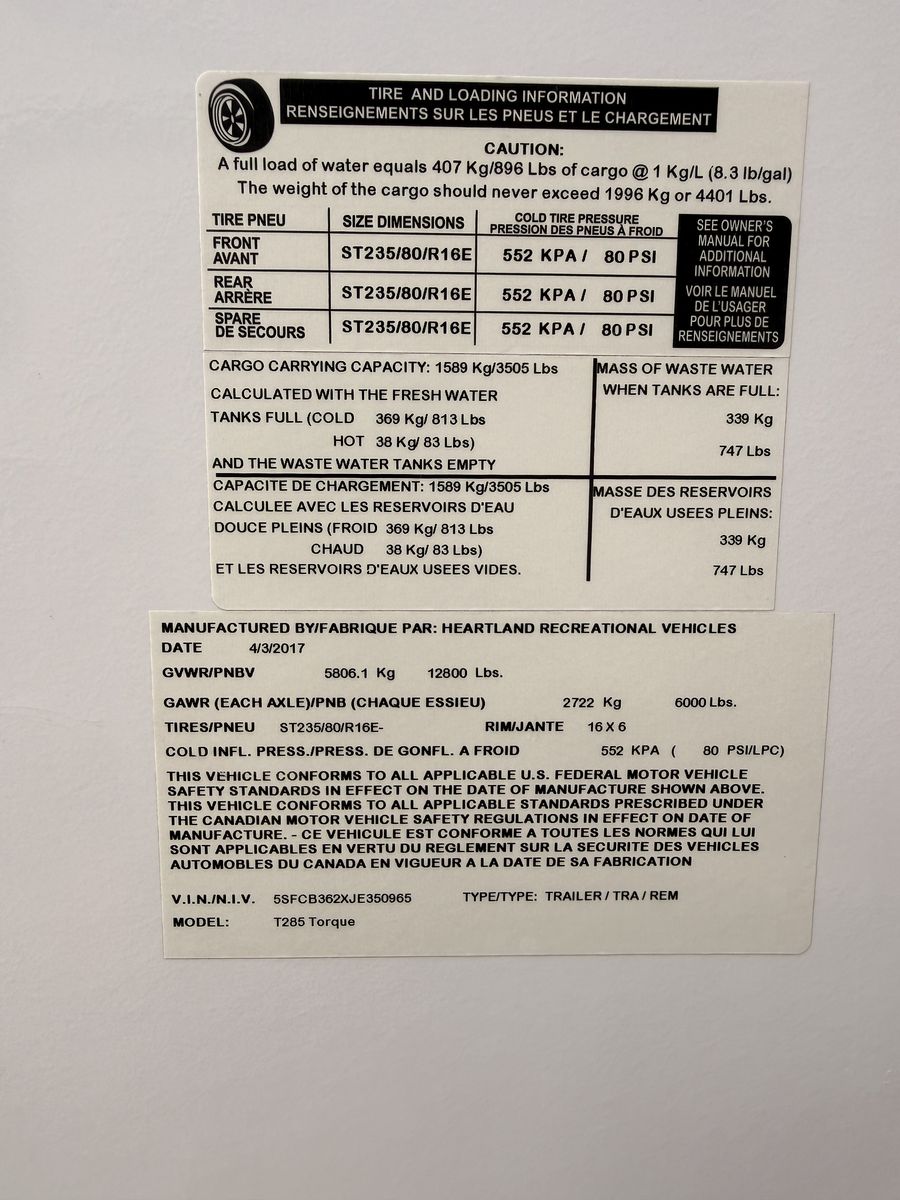 TIRE AND LOADING INFORMATION
RENSEIGNEMENTS SUR LES PNEUS ET LE CHARGEMENT
CAUTION:
A full load of water equals 407 Kg/896 Lbs of cargo @ 1 Kg/L (8.3 lb/gal)
The weight of the cargo should never exceed 1996 Kg or 4401 Lbs.
TIRE PNEU SIZE DIMENSIONS COLD TIRE PRESSURE
PRESSION DES PNEUS À FROID
FRONT
AVANT ST235/80/R16E 552 KPA / 80 PSI
REAR
ARRÈRE ST235/80/R16E 552 KPA / 80 PSI
SPARE
DE SECOURS ST235/80/R16E 552 KPA / 80 PSI
SEE OWNER'S
MANUAL FOR
ADDITIONAL
INFORMATION
VOIR LE MANUEL
DE L'USAGER
POUR PLUS DE
RENSEIGNEMENTS
CARGO CARRYING CAPACITY: 1589 Kg/3505 Lbs
CALCULATED WITH THE FRESH WATER
TANKS FULL (COLD 369 Kg/ 813 Lbs
HOT 38 Kg/ 83 Lbs)
AND THE WASTE WATER TANKS EMPTY
MASS OF WASTE WATER
WHEN TANKS ARE FULL:
339 Kg
747 Lbs
CAPACITE DE CHARGEMENT: 1589 Kg/3505 Lbs
CALCULEE AVEC LES RESERVOIRS D'EAU
DOUCE PLEINS (FROID 369 Kg/ 813 Lbs
CHAUD 38 Kg/ 83 Lbs)
ET LES RESERVOIRS D'EAUX USEES VIDES.
MASSE DES RESERVOIRS
D'EAUX USEES PLEINS:
339 Kg
747 Lbs
MANUFACTURED BY/FABRIQUE PAR: HEARTLAND RECREATIONAL VEHICLES
DATE 4/3/2017
GVWR/PNBV 5806.1 Kg 12800 Lbs.
GAWR (EACH AXLE)/PNB (CHAQUE ESSIEU) 2722 Kg 6000 Lbs.
TIRES/PNEU ST235/80/R16E- RIM/JANTE 16 X 6
COLD INFL. PRESS./PRESS. DE GONFL. A FROID 552 KPA ( 80 PSI/LPC)
THIS VEHICLE CONFORMS TO ALL APPLICABLE U.S. FEDERAL MOTOR VEHICLE
SAFETY STANDARDS IN EFFECT ON THE DATE OF MANUFACTURE SHOWN ABOVE.
THIS VEHICLE CONFORMS TO ALL APPLICABLE STANDARDS PRESCRIBED UNDER
THE CANADIAN MOTOR VEHICLE SAFETY REGULATIONS IN EFFECT ON DATE OF
MANUFACTURE. - CE VEHICULE EST CONFORME A TOUTES LES NORMES QUI LUI
SONT APPLICABLES EN VERTU DU REGLEMENT SUR LA SECURITE DES VEHICLES
AUTOMOBLES DU CANADA EN VIGUEUR A LA DATE DE SA FABRICATION
V.I.N./N.I.V. 5SFCB362XJE350965 TYPE/TYPE: TRAILER / TRA / REM
MODEL: T285 Torque